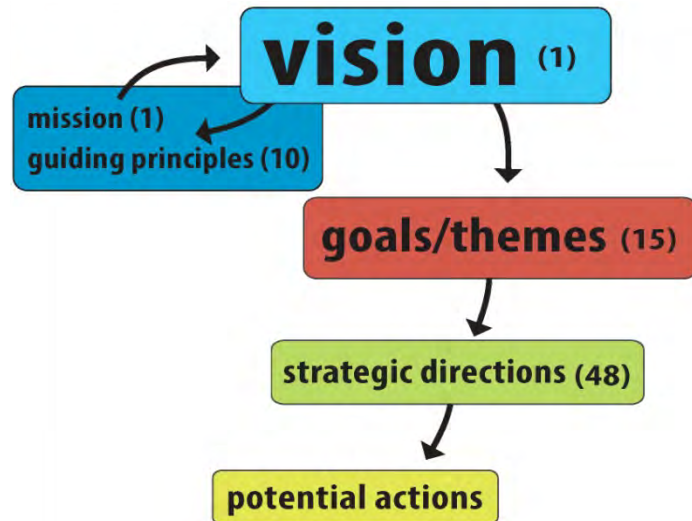 vision (1)
mission (1)
guiding principles (10)
goals/themes (15)
strategic directions (48)
potential actions